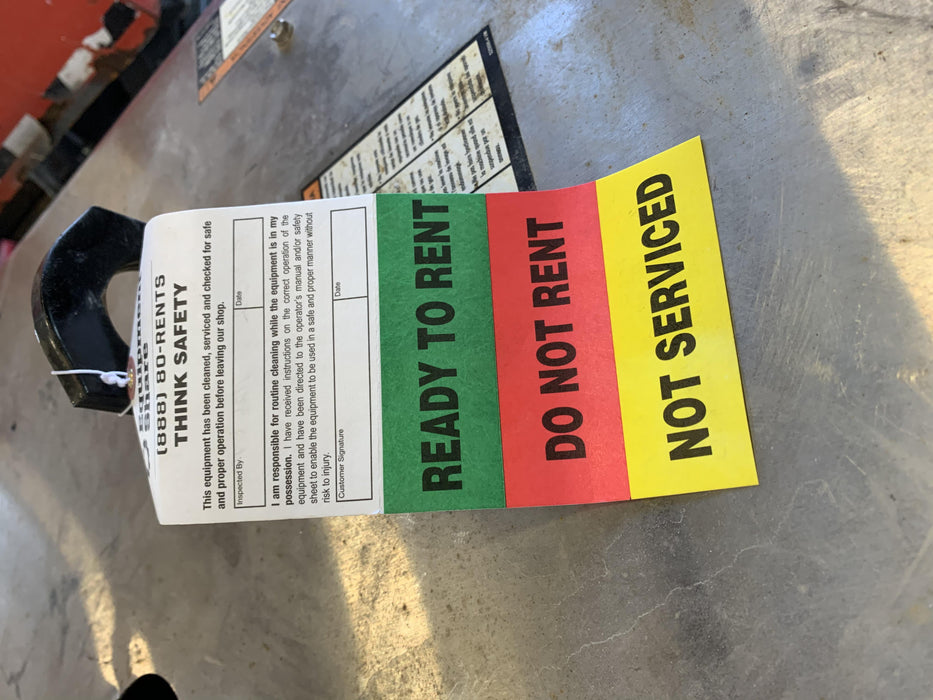 Equipment
Share
(888) 80-RENTS
THINK SAFETY
This equipment has been cleaned, serviced and checked for safe
and proper operation before leaving our shop.
Inspected By
Date
I am responsible for routine cleaning while the equipment is in my
possession. I have received instructions on the correct operation of the
equipment and have been directed to the operator's manual and/or safety
sheet to enable the equipment to be used in a safe and proper manner without
risk to injury.
Customer Signature
Date
READY TO RENT
DO NOT RENT
NOT SERVICED